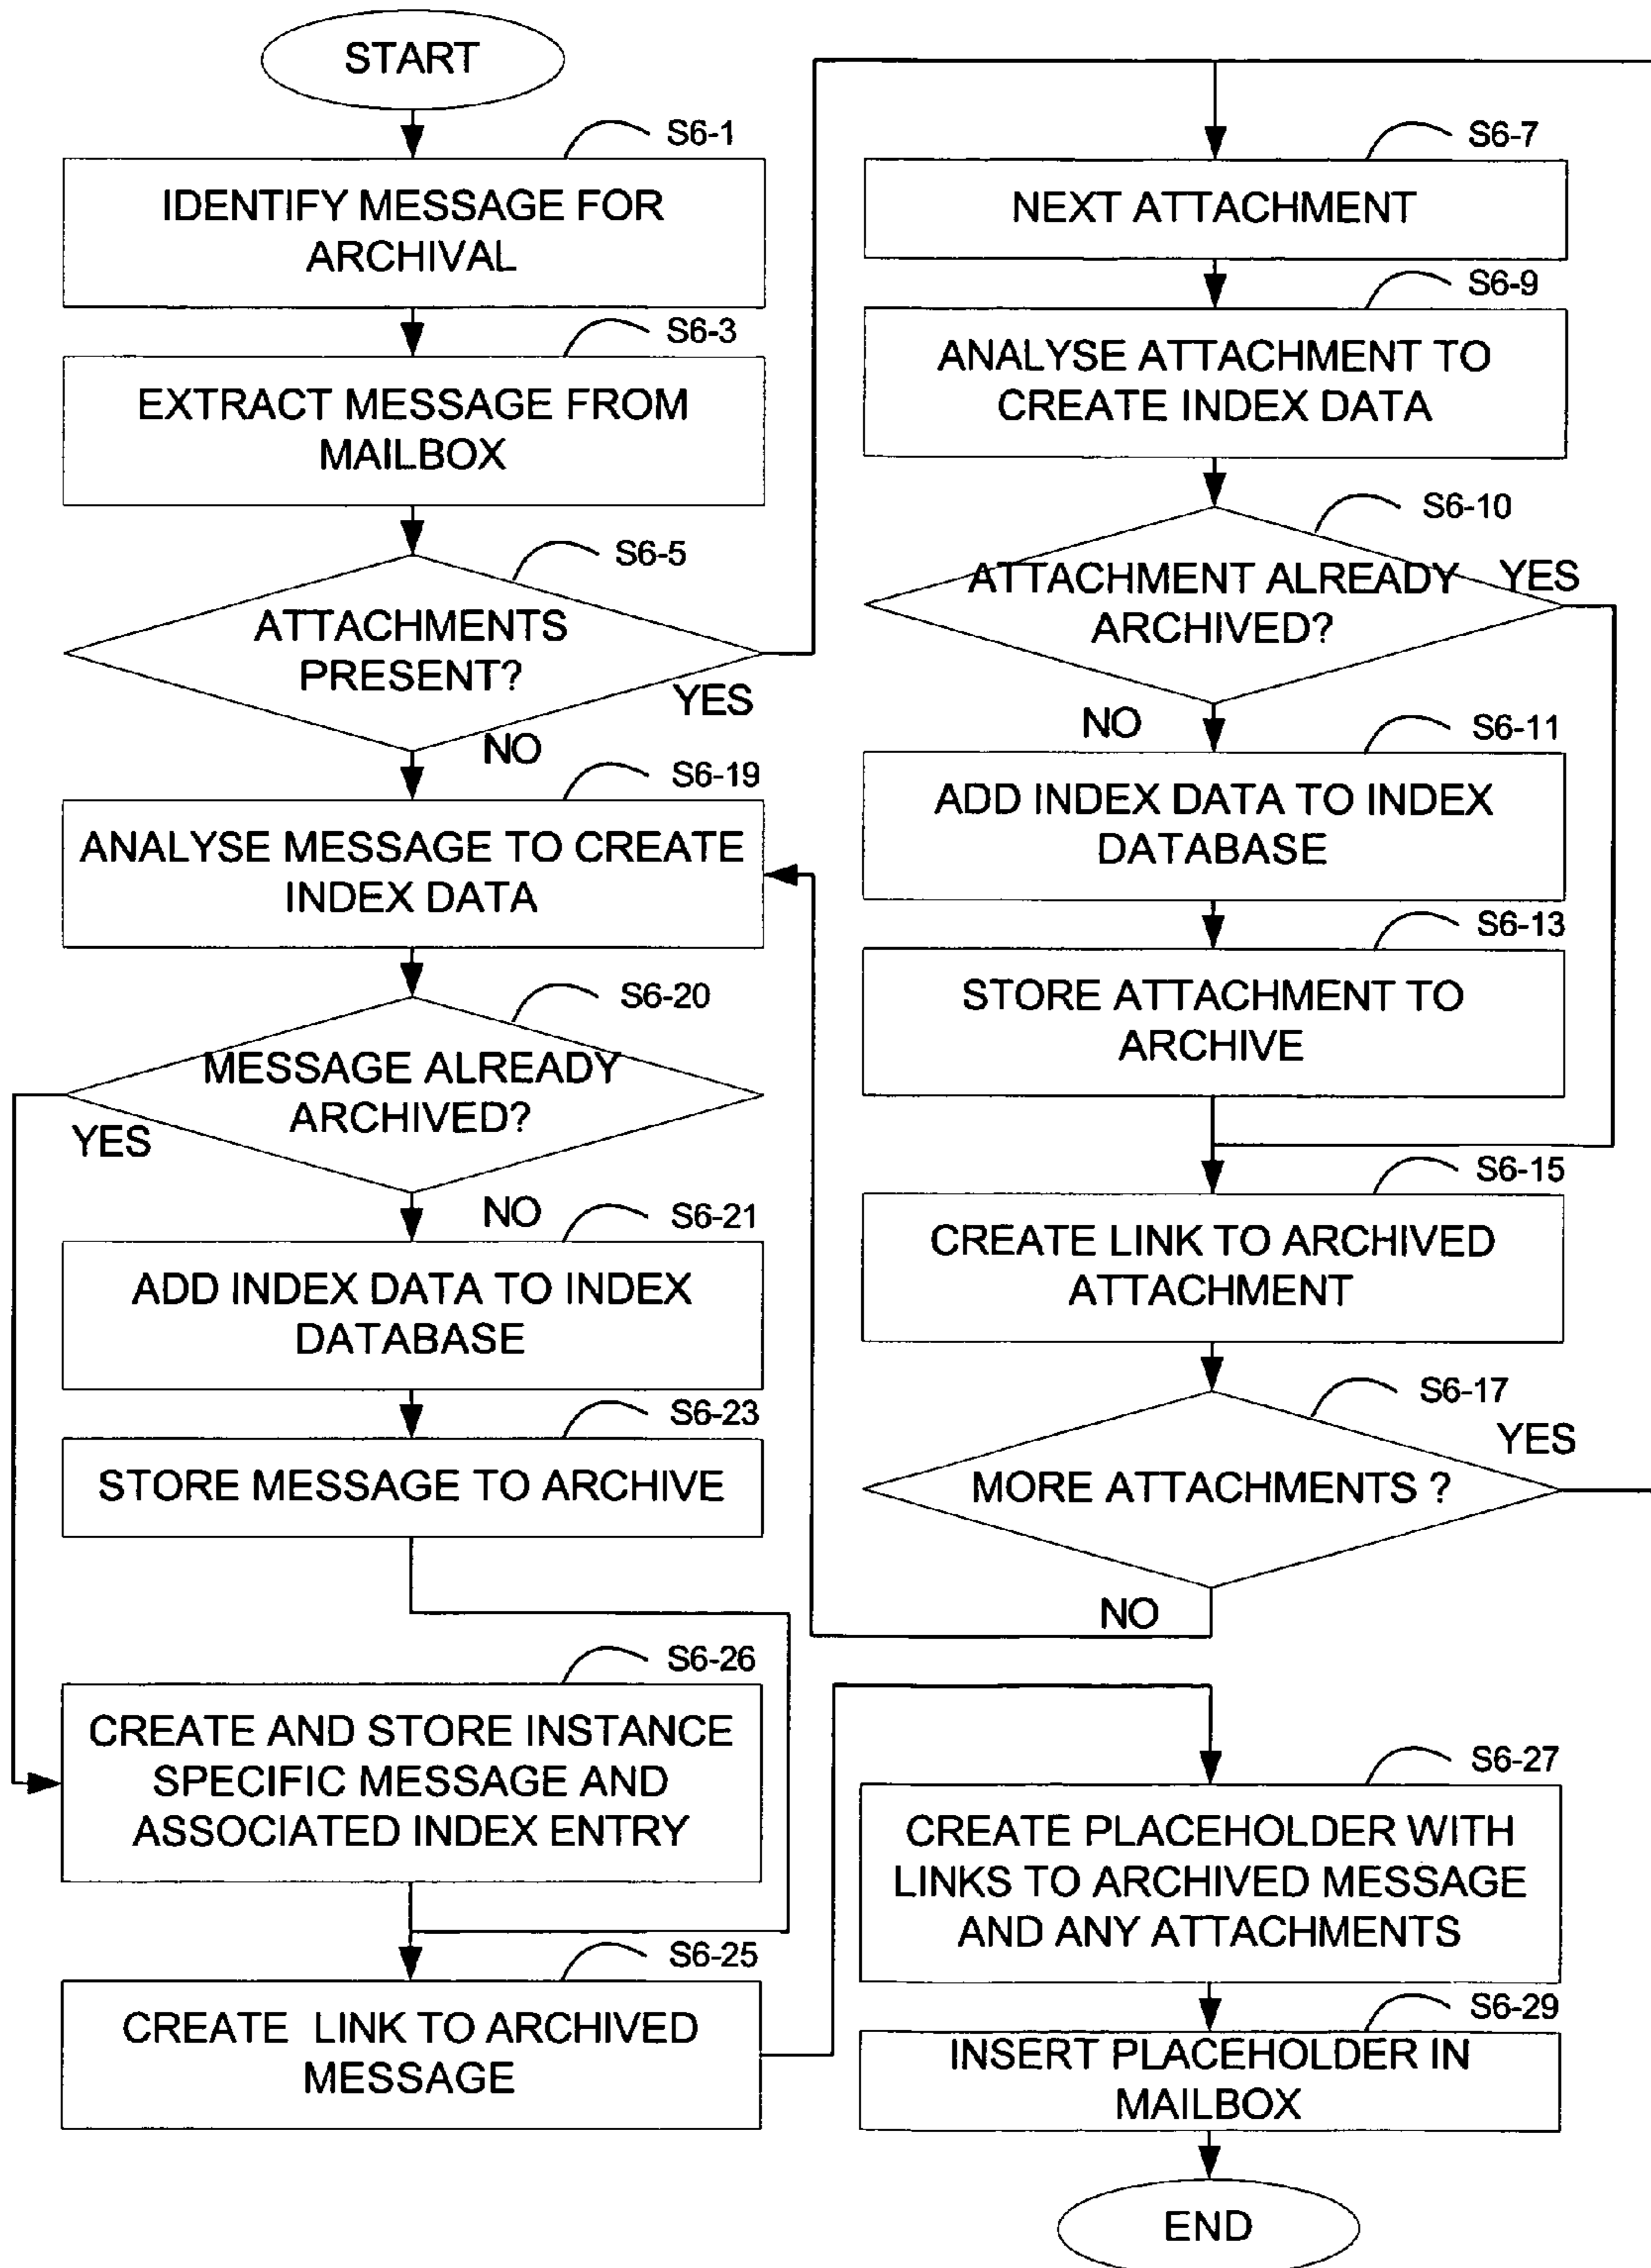 START
S6-1
IDENTIFY MESSAGE FOR
ARCHIVAL
S6-3
EXTRACT MESSAGE FROM
MAILBOX
S6-5
ATTACHMENTS
PRESENT?
YES
NO
S6-19
ANALYSE MESSAGE TO CREATE
INDEX DATA
S6-20
MESSAGE ALREADY
ARCHIVED?
YES
NO
S6-21
ADD INDEX DATA TO INDEX
DATABASE
S6-23
STORE MESSAGE TO ARCHIVE
S6-26
CREATE AND STORE INSTANCE
SPECIFIC MESSAGE AND
ASSOCIATED INDEX ENTRY
S6-25
CREATE LINK TO ARCHIVED
MESSAGE
S6-7
NEXT ATTACHMENT
S6-9
ANALYSE ATTACHMENT TO
CREATE INDEX DATA
S6-10
ATTACHMENT ALREADY
ARCHIVED?
YES
NO
S6-11
ADD INDEX DATA TO INDEX
DATABASE
S6-13
STORE ATTACHMENT TO
ARCHIVE
S6-15
CREATE LINK TO ARCHIVED
ATTACHMENT
S6-17
YES
MORE ATTACHMENTS ?
NO
S6-27
CREATE PLACEHOLDER WITH
LINKS TO ARCHIVED MESSAGE
AND ANY ATTACHMENTS
S6-29
INSERT PLACEHOLDER IN
MAILBOX
END